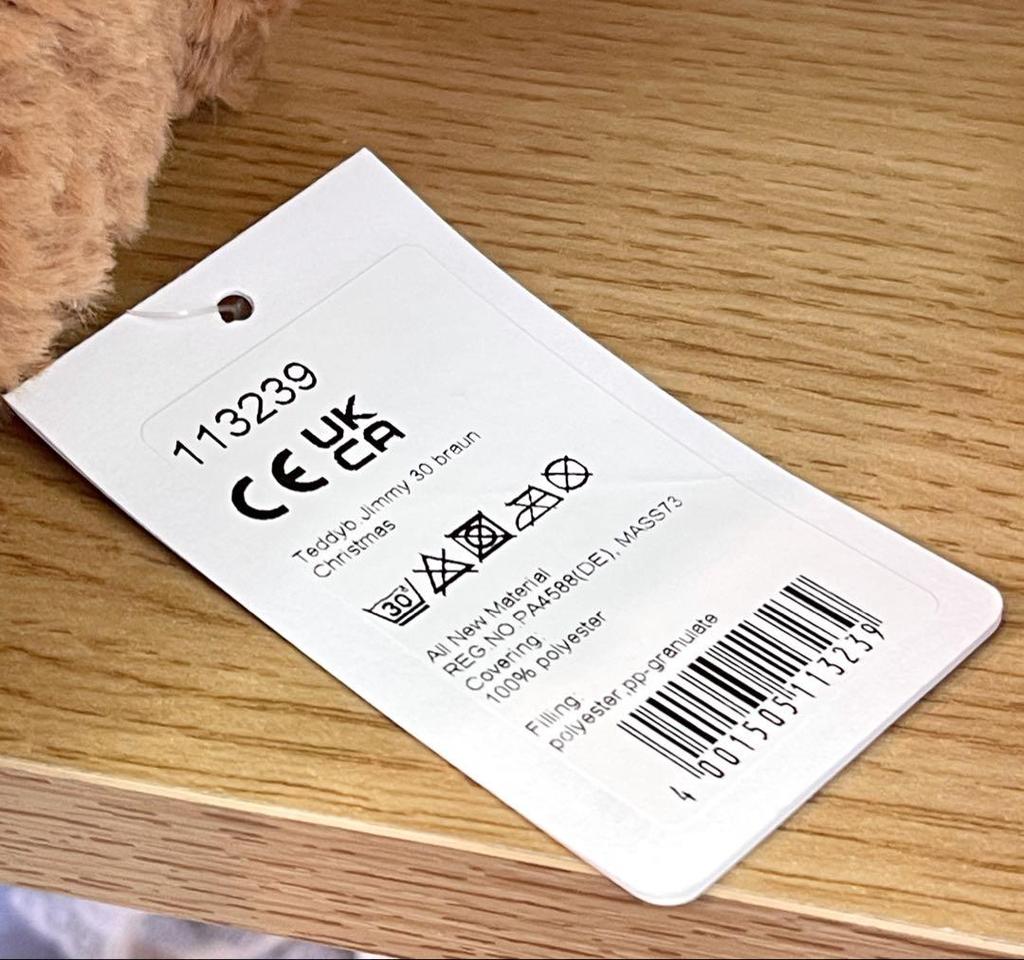 113239
CE UK
CA
Teddyb.Jimmy 30 braun
Christmas
30°
All New Material
REG.NO.PA4588(DE), MASS73
Covering:
100% polyester
Filling:
polyester,pp-granulate
4 001505 113239